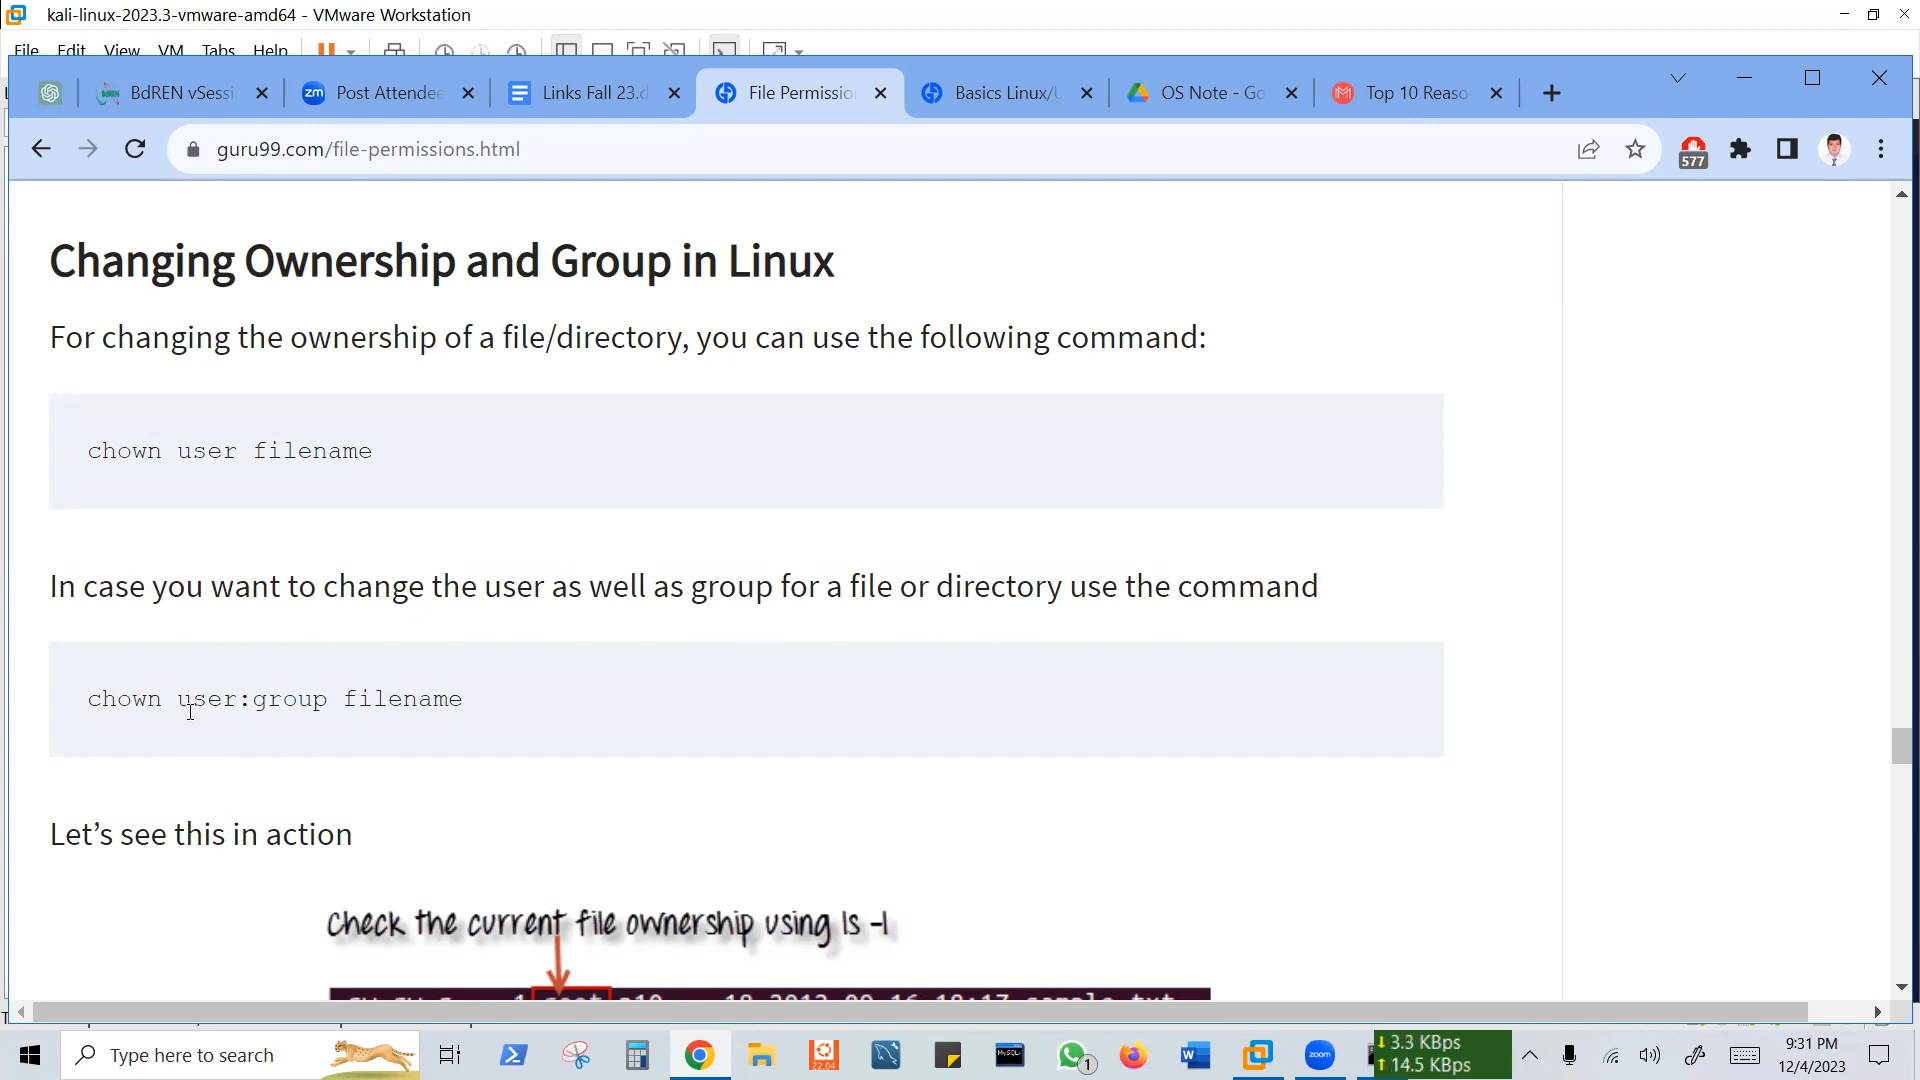 kali-linux-2023.3-vmware-amd64 - VMware Workstation
File Edit View VM Tabs Help
BdREN vSessi
Post Attendee
Links Fall 23.d
File Permissio
Basics Linux/U
OS Note - Go
Top 10 Reaso
guru99.com/file-permissions.html
577
Changing Ownership and Group in Linux
For changing the ownership of a file/directory, you can use the following command:
chown user filename
In case you want to change the user as well as group for a file or directory use the command
chown user:group filename
Let’s see this in action
Check the current file ownership using ls -l
Type here to search
22.04
MySQL
1
zoom
3.3 KBps
14.5 KBps
9:31 PM
12/4/2023